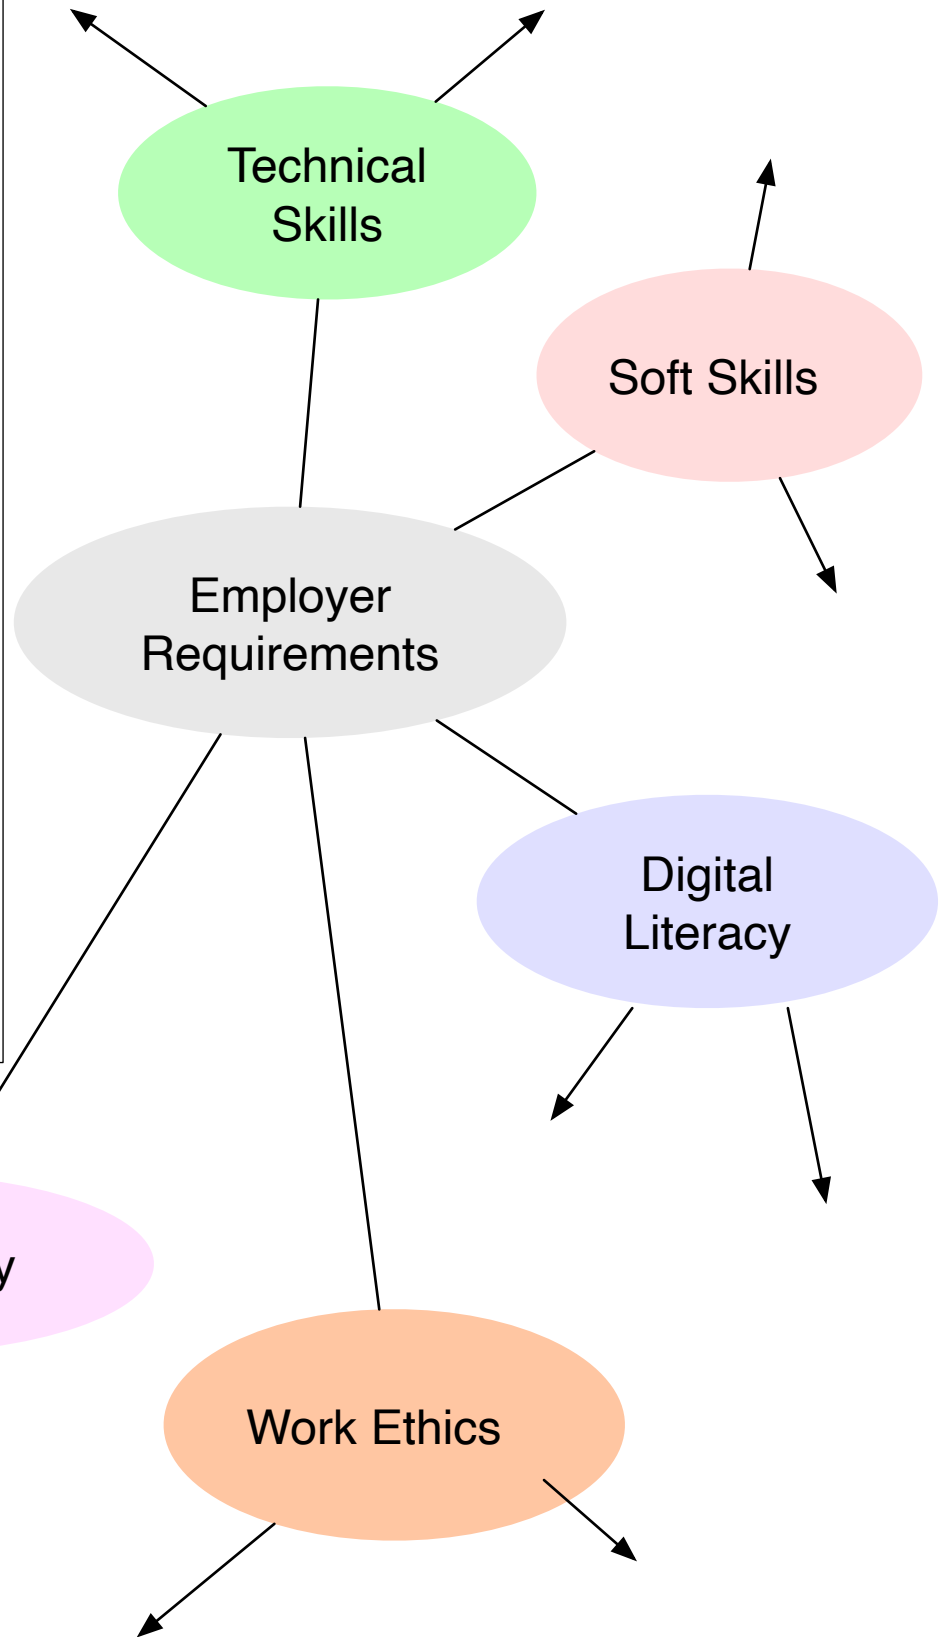 Technical
Skills
Soft Skills
Employer
Requirements
Digital
Literacy
y
Work Ethics